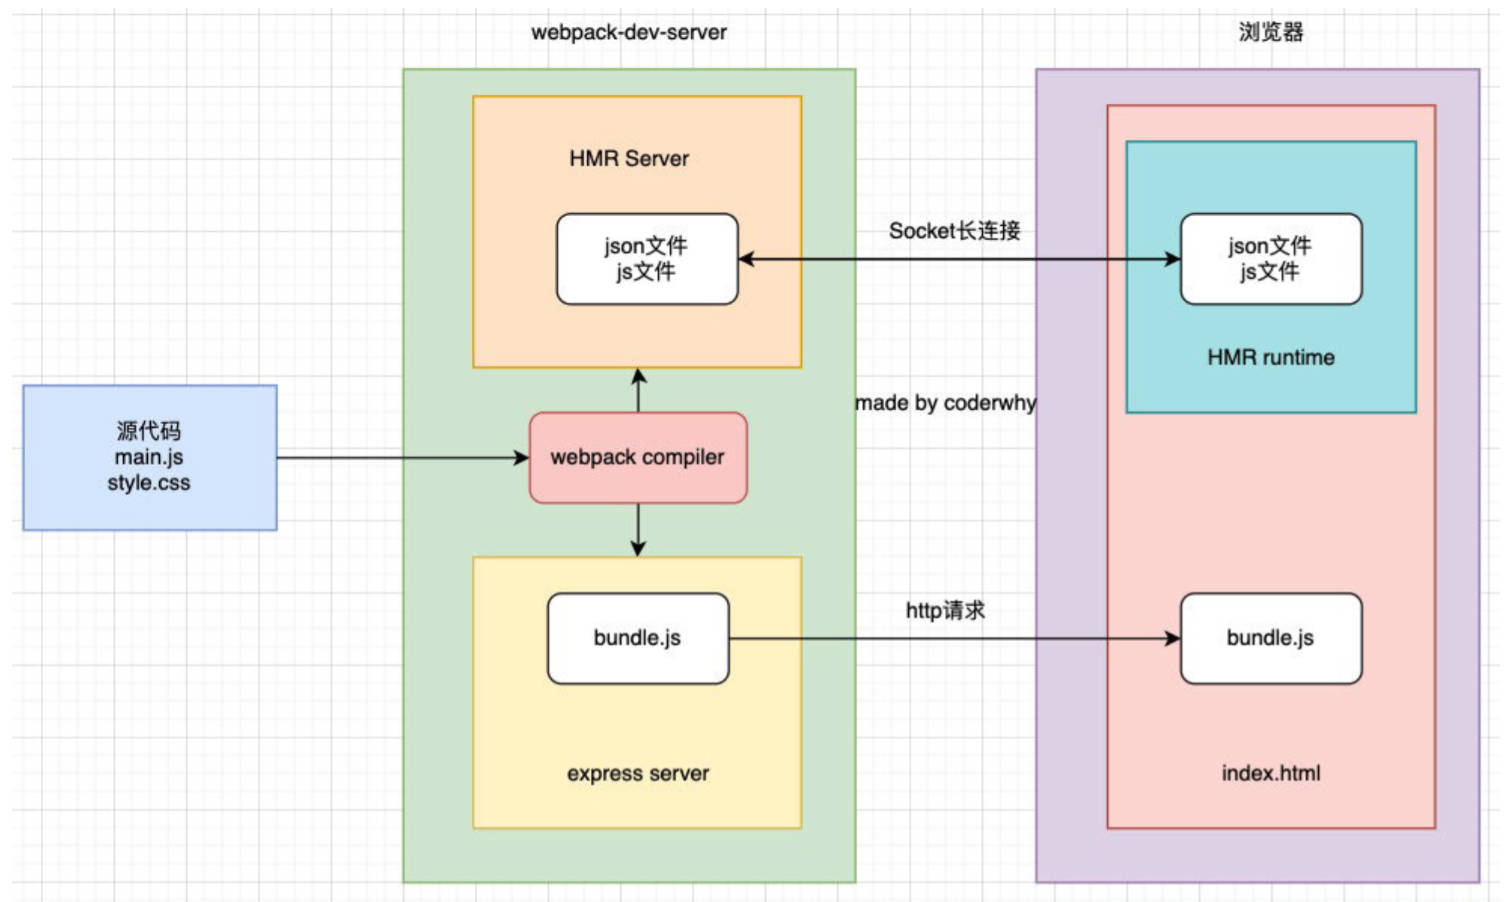 webpack-dev-server
浏览器
HMR Server
json文件
js文件
Socket长连接
json文件
js文件
HMR runtime
made by coderwhy
源代码
main.js
style.css
webpack compiler
bundle.js
http请求
bundle.js
express server
index.html